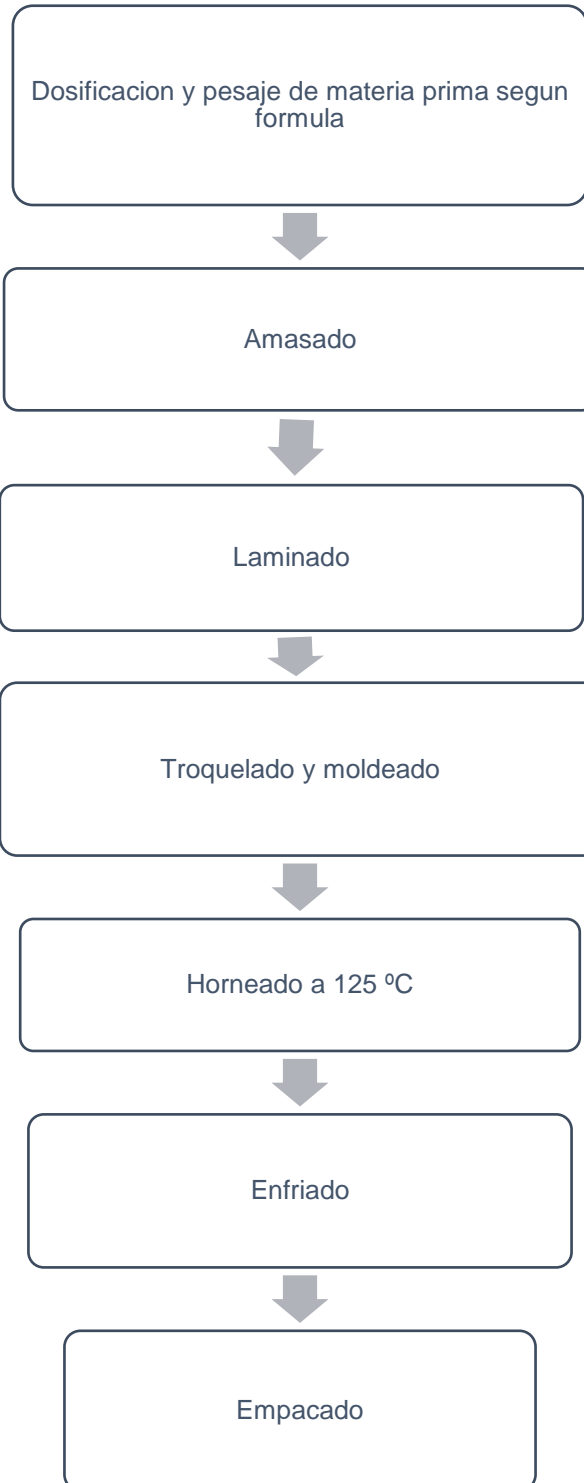 Dosificacion y pesaje de materia prima segun
formula
Amasado
Laminado
Troquelado y moldeado
Horneado a 125 ºC
Enfriado
Empacado